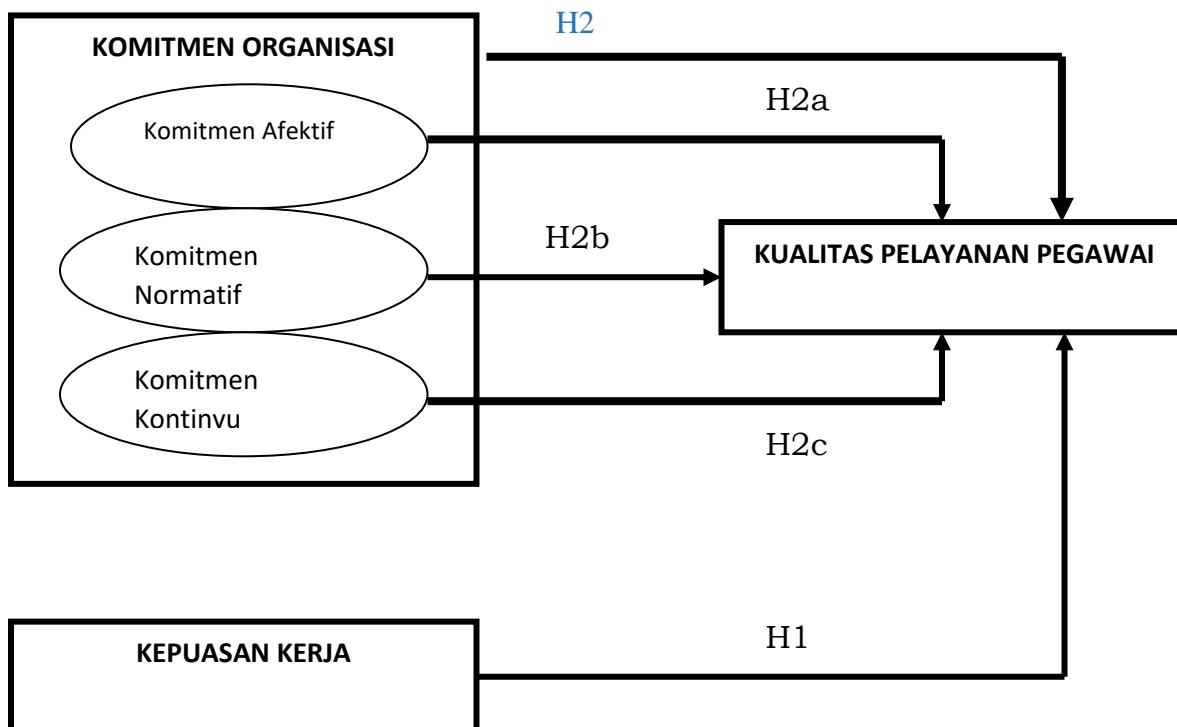 H2
KOMITMEN ORGANISASI
H2a
Komitmen Afektif
H2b
Komitmen
Normatif
KUALITAS PELAYANAN PEGAWAI
Komitmen
Kontinvu
H2c
H1
KEPUASAN KERJA